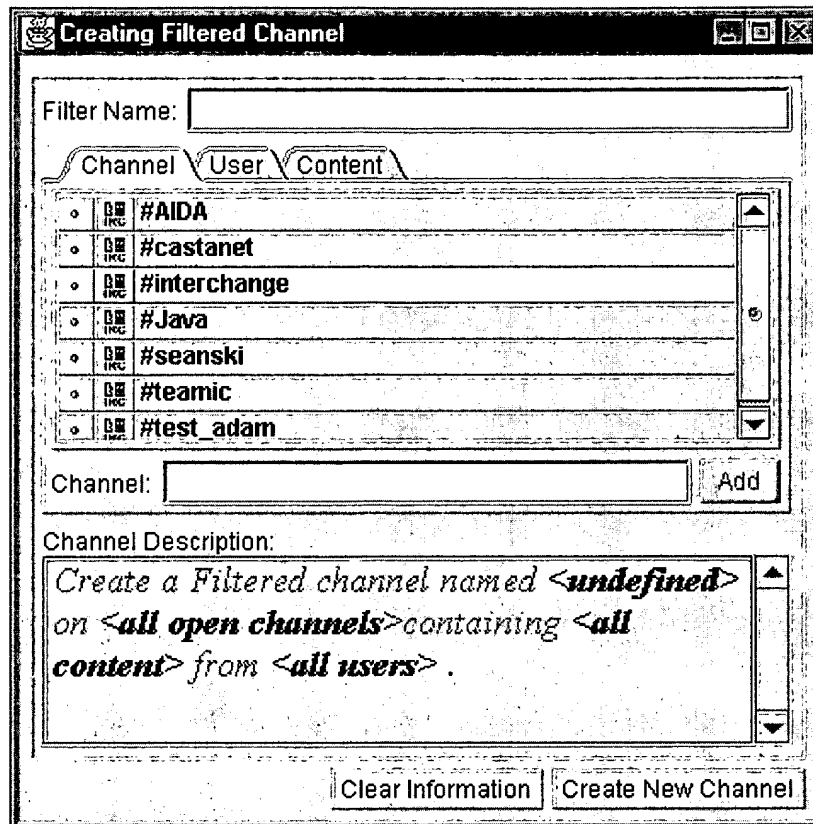 Creating Filtered Channel
Filter Name:
Channel User Content
#AIDA
#castanet
#interchange
#Java
#seanski
#teamic
#test_adam
Channel: Add
Channel Description:
Create a Filtered channel named <undefined>
on <all open channels>containing <all
content> from <all users> .
Clear Information Create New Channel